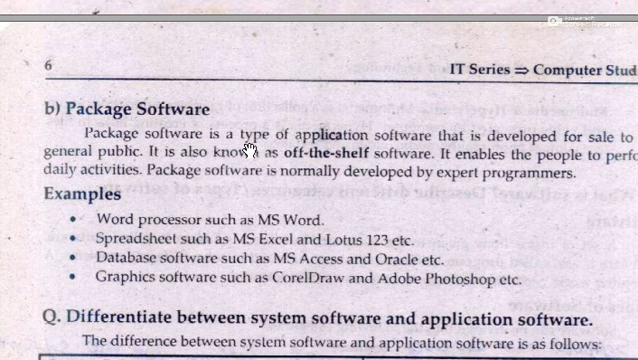 6
IT Series ⇒ Computer Stud
b) Package Software
Package software is a type of application software that is developed for sale to
general public. It is also known as off-the-shelf software. It enables the people to perfo
daily activities. Package software is normally developed by expert programmers.
Examples
• Word processor such as MS Word.
• Spreadsheet such as MS Excel and Lotus 123 etc.
• Database software such as MS Access and Oracle etc.
• Graphics software such as CorelDraw and Adobe Photoshop etc.
Q. Differentiate between system software and application software.
The difference between system software and application software is as follows: